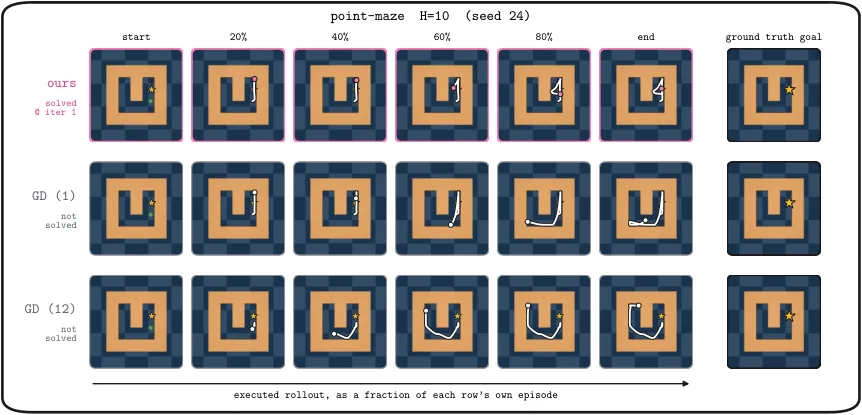 point-maze H=10 (seed 24)
start 20% 40% 60% 80% end ground truth goal
ours
solved
@ iter 1
GD (1)
not
solved
GD (12)
not
solved
executed rollout, as a fraction of each row's own episode